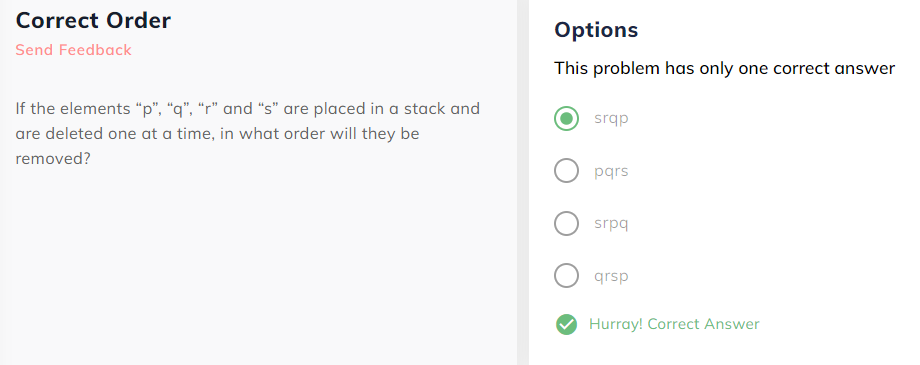 Correct Order
Send Feedback
If the elements “p”, “q”, “r” and “s” are placed in a stack and
are deleted one at a time, in what order will they be
removed?
Options
This problem has only one correct answer
srqp
pqrs
srpq
qrsp
Hurray! Correct Answer